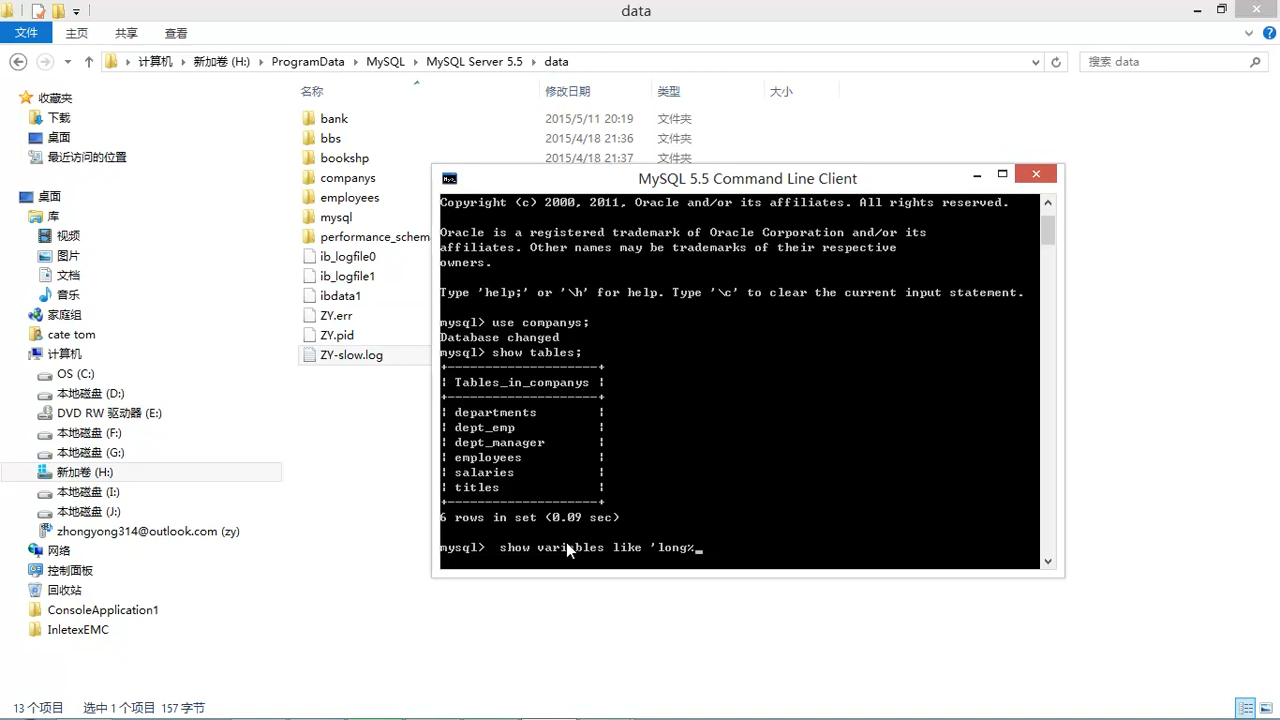 data
文件 主页 共享 查看
计算机 新加卷 (H:) ProgramData MySQL MySQL Server 5.5 data
搜索 data
名称 修改日期 类型 大小
收藏夹
下载
桌面
最近访问的位置
桌面
库
视频
图片
文档
音乐
家庭组
cate tom
计算机
OS (C:)
本地磁盘 (D:)
DVD RW 驱动器 (E:)
本地磁盘 (F:)
本地磁盘 (G:)
新加卷 (H:)
本地磁盘 (I:)
本地磁盘 (J:)
zhongyong314@outlook.com (zy)
网络
控制面板
回收站
ConsoleApplication1
InletexEMC
bank 2015/5/11 20:19 文件夹
bbs 2015/4/18 21:36 文件夹
bookshp 2015/4/18 21:37 文件夹
companys
employees
mysql
performance_schem
ib_logfile0
ib_logfile1
ibdata1
ZY.err
ZY.pid
ZY-slow.log
MySQL 5.5 Command Line Client
Copyright (c) 2000, 2011, Oracle and/or its affiliates. All rights reserved.
Oracle is a registered trademark of Oracle Corporation and/or its
affiliates. Other names may be trademarks of their respective
owners.
Type 'help;' or '\h' for help. Type '\c' to clear the current input statement.
mysql> use companys;
Database changed
mysql> show tables;
+--------------------+
| Tables_in_companys |
+--------------------+
| departments        |
| dept_emp           |
| dept_manager       |
| employees          |
| salaries           |
| titles             |
+--------------------+
6 rows in set (0.09 sec)
mysql>  show variables like 'long%_
13 个项目 选中 1 个项目 157 字节